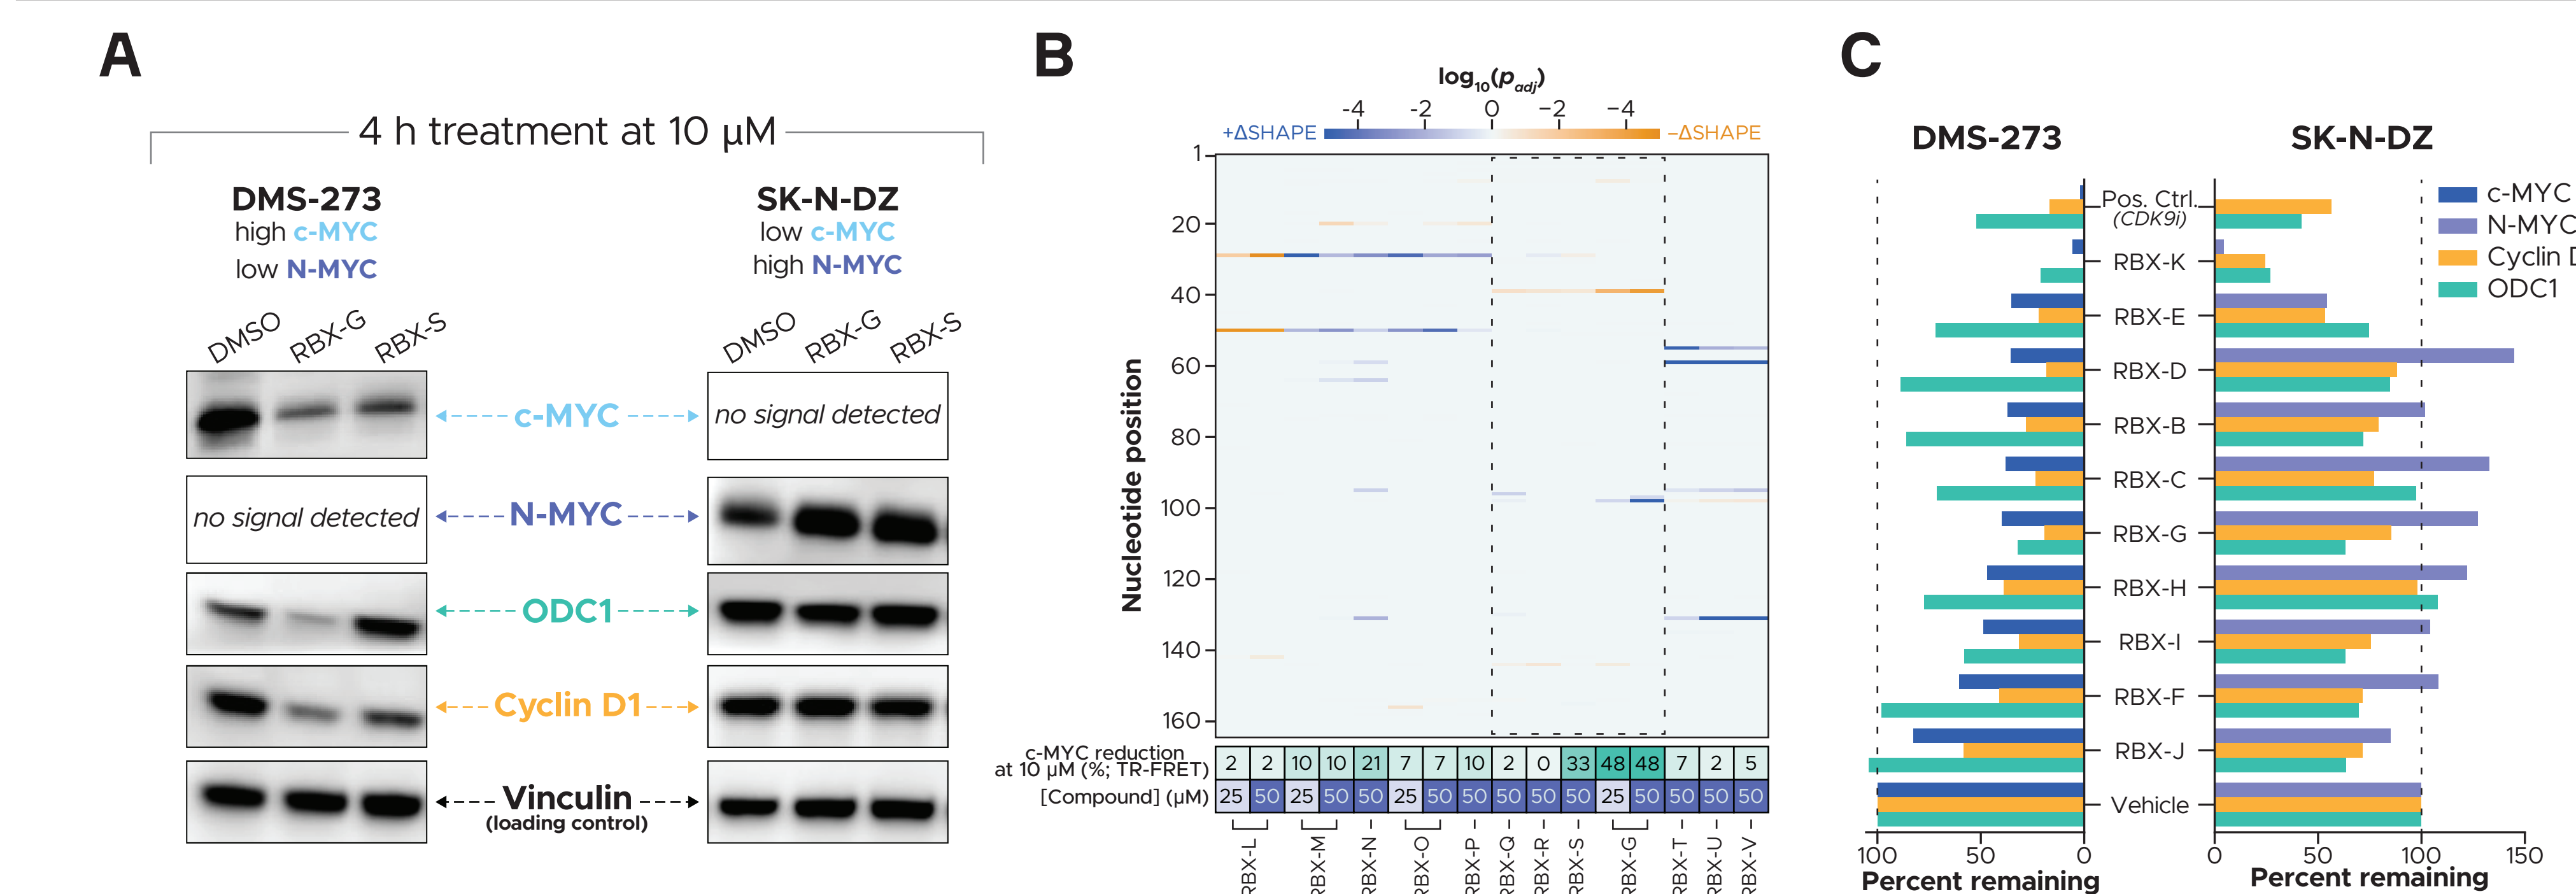 A
4 h treatment at 10 µM
DMS-273
high c-MYC
low N-MYC
SK-N-DZ
low c-MYC
high N-MYC
DMSO
RBX-G
RBX-S
DMSO
RBX-G
RBX-S
c-MYC
no signal detected
no signal detected
N-MYC
ODC1
Cyclin D1
Vinculin
(loading control)
B
log10(padj)
-4 -2 0 −2 −4
+ΔSHAPE
−ΔSHAPE
Nucleotide position
1
20
40
60
80
100
120
140
160
c-MYC reduction
at 10 µM (%; TR-FRET)
2 2 10 10 21 7 7 10 2 0 33 48 48 7 2 5
[Compound] (µM)
25 50 25 50 50 25 50 50 50 50 50 25 50 50 50 50
RBX-L
RBX-M
RBX-N
RBX-O
RBX-P
RBX-Q
RBX-R
RBX-S
RBX-G
RBX-T
RBX-U
RBX-V
C
DMS-273
SK-N-DZ
c-MYC
N-MYC
Cyclin D
ODC1
Pos. Ctrl.
(CDK9i)
RBX-K
RBX-E
RBX-D
RBX-B
RBX-C
RBX-G
RBX-H
RBX-I
RBX-F
RBX-J
Vehicle
100 50 0
Percent remaining
0 50 100 150
Percent remaining